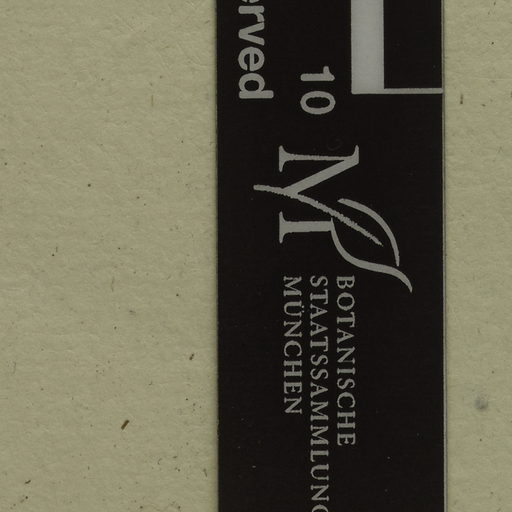 erved
10
BOTANISCHE
STAATSSAMMLUNG
MÜNCHEN